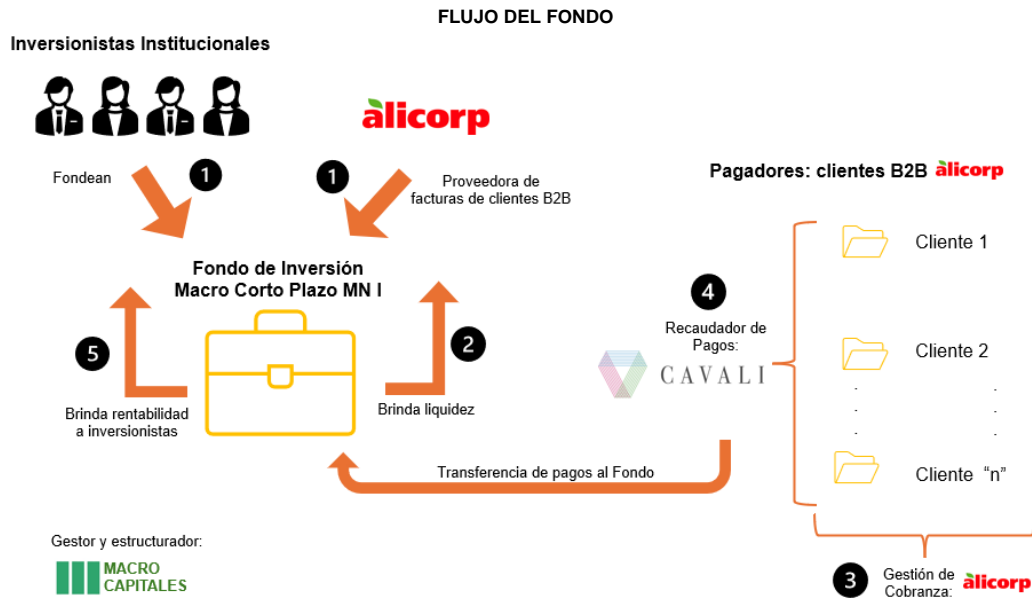 FLUJO DEL FONDO
Inversionistas Institucionales
alicorp
Fondean
1
1
Proveedora de
facturas de clientes B2B
Pagadores: clientes B2B alicorp
Cliente 1
Fondo de Inversión
Macro Corto Plazo MN I
4
Recaudador de
Pagos:
CAVALI
Cliente 2
5
2
Brinda rentabilidad
a inversionistas
Brinda liquidez
Transferencia de pagos al Fondo
Cliente "n"
Gestor y estructurador:
MACRO
CAPITALES
3
Gestión de
Cobranza: alicorp